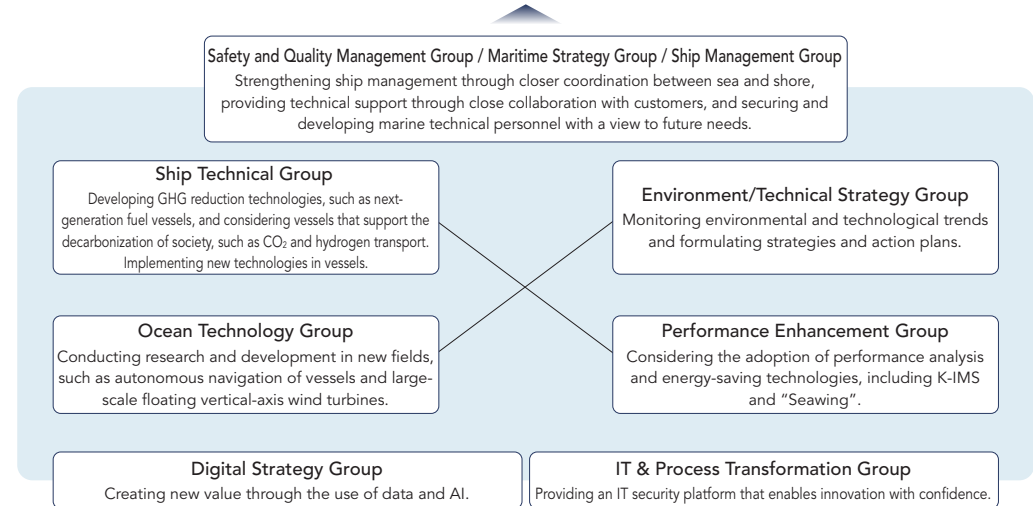 Safety and Quality Management Group / Maritime Strategy Group / Ship Management Group
Strengthening ship management through closer coordination between sea and shore,
providing technical support through close collaboration with customers, and securing and
developing marine technical personnel with a view to future needs.
Ship Technical Group
Developing GHG reduction technologies, such as next-
generation fuel vessels, and considering vessels that support the
decarbonization of society, such as CO₂ and hydrogen transport.
Implementing new technologies in vessels.
Environment/Technical Strategy Group
Monitoring environmental and technological trends
and formulating strategies and action plans.
Ocean Technology Group
Conducting research and development in new fields,
such as autonomous navigation of vessels and large-
scale floating vertical-axis wind turbines.
Performance Enhancement Group
Considering the adoption of performance analysis
and energy-saving technologies, including K-IMS
and “Seawing”.
Digital Strategy Group
Creating new value through the use of data and AI.
IT & Process Transformation Group
Providing an IT security platform that enables innovation with confidence.